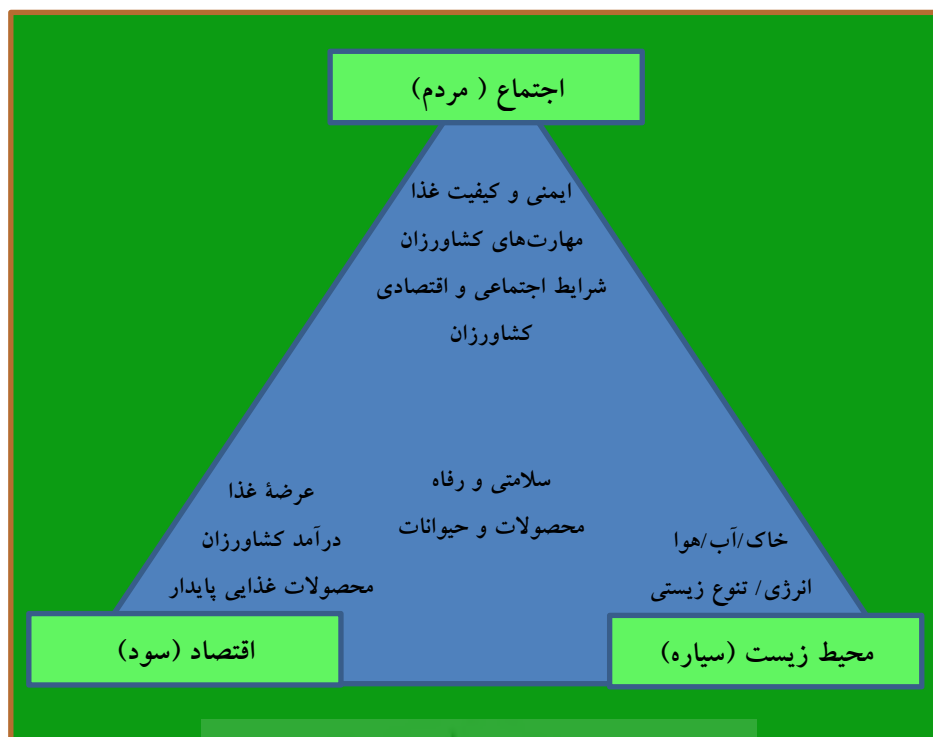 اجتماع ( مردم)
ایمنی و کیفیت غذا
مهارت‌های کشاورزان
شرایط اجتماعی و اقتصادی
کشاورزان
سلامتی و رفاه
محصولات و حیوانات
عرضۀ غذا
درآمد کشاورزان
محصولات غذایی پایدار
خاک/آب/هوا
انرژی/ تنوع زیستی
محیط زیست (سیاره)
اقتصاد (سود)